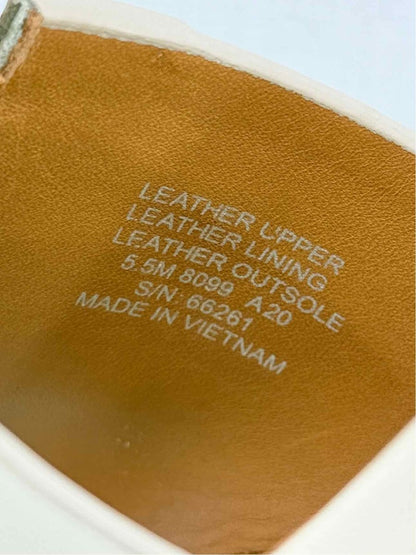 LEATHER UPPER
LEATHER LINING
LEATHER OUTSOLE
5.5M 8099 A20
S/N: 66261
MADE IN VIETNAM